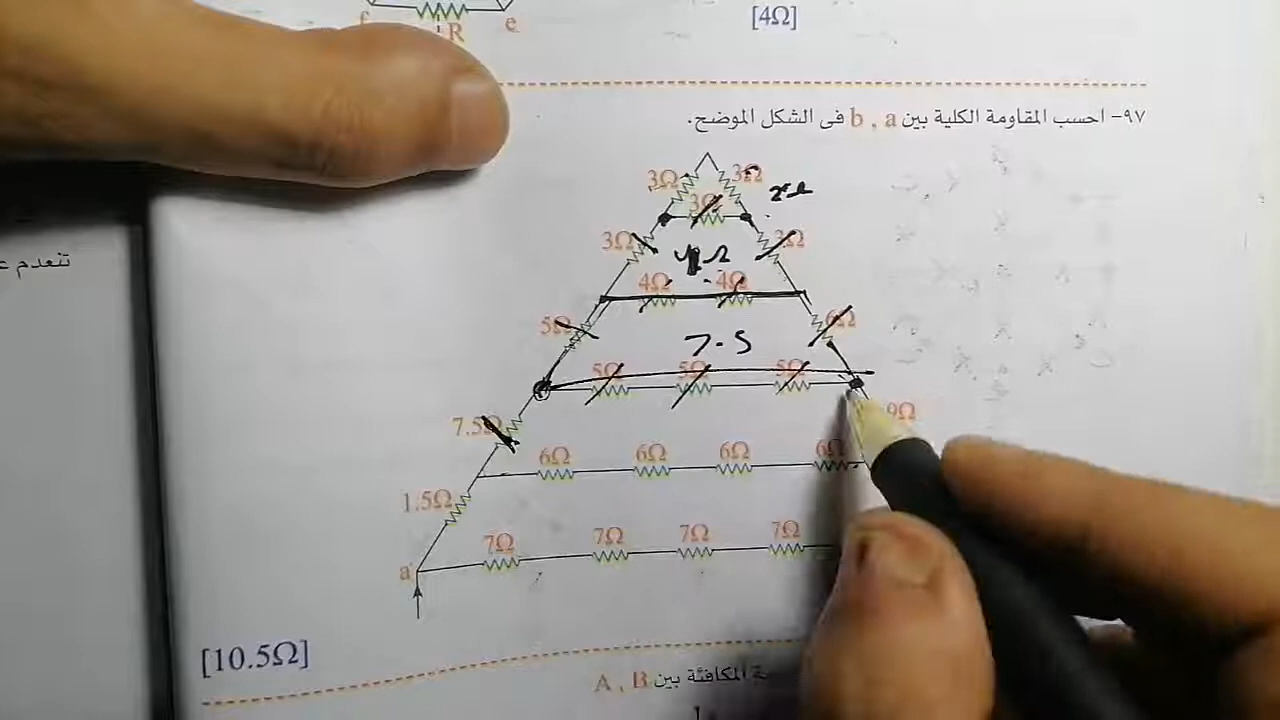 f R e
[4Ω]
٩٧- احسب المقاومة الكلية بين b , a فى الشكل الموضح.
3Ω 3Ω
3Ω
3Ω 3Ω
4Ω 4Ω
5Ω 6Ω
7.5
5Ω 5Ω 5Ω
7.5Ω 9Ω
6Ω 6Ω 6Ω 6Ω
1.5Ω
7Ω 7Ω 7Ω 7Ω
a
[10.5Ω]
المكافئة بين A , B
تنعدم